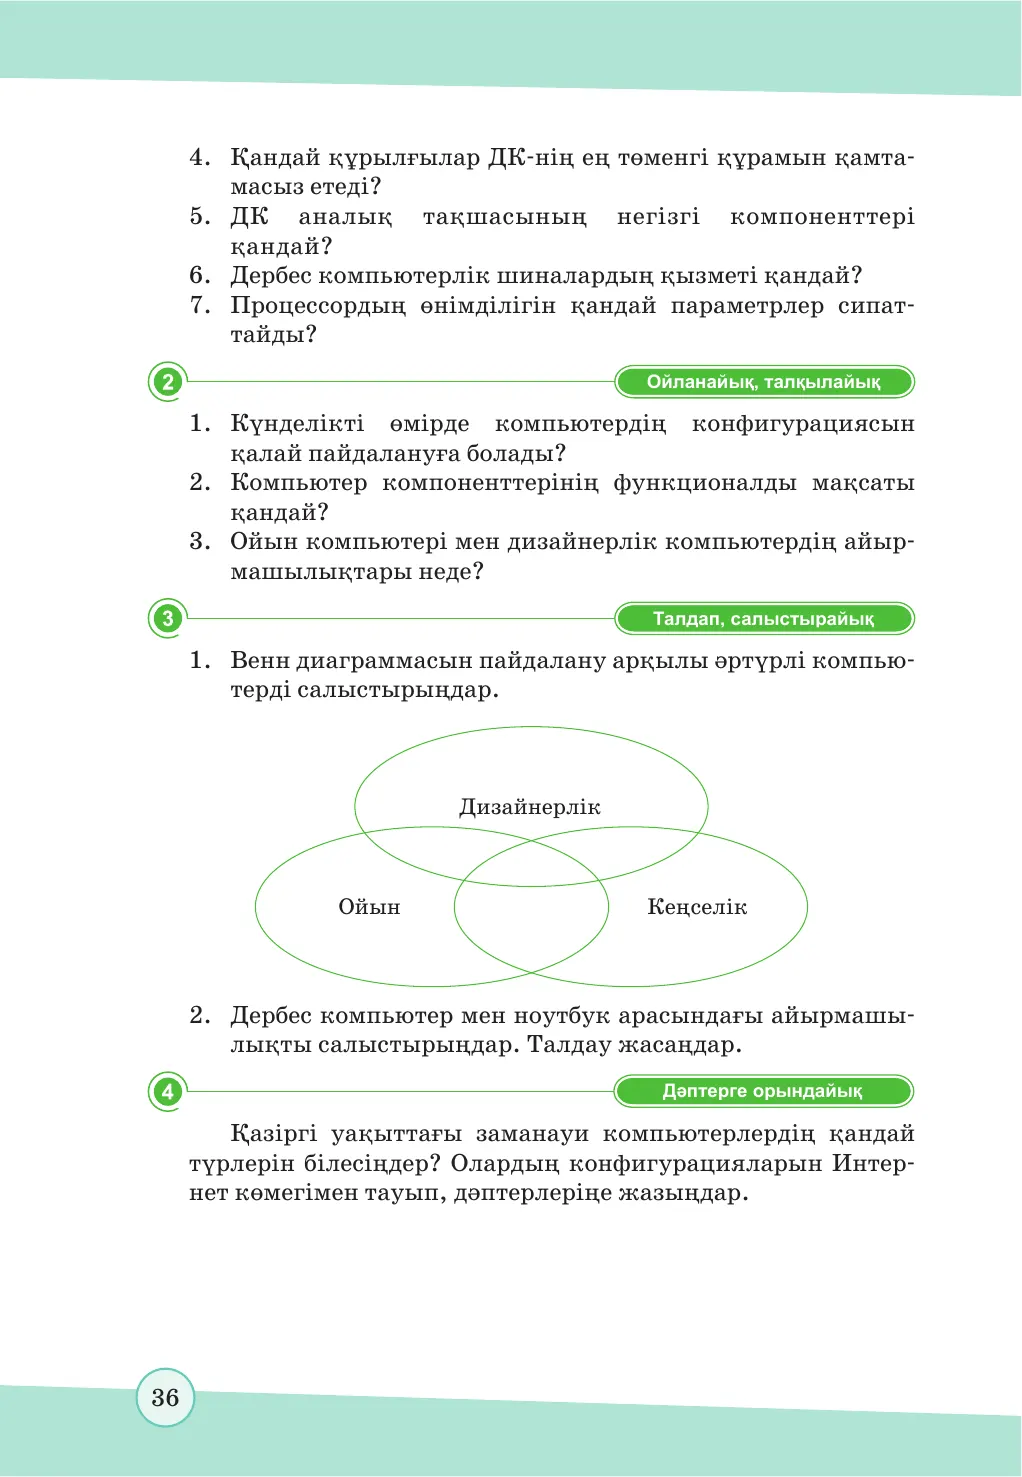 4. Қандай құрылғылар ДК-нің ең төменгі құрамын қамта-
масыз етеді?
5. ДК аналық тақшасының негізгі компоненттері
қандай?
6. Дербес компьютерлік шиналардың қызметі қандай?
7. Процессордың өнімділігін қандай параметрлер сипат-
тайды?
2 Ойланайық, талқылайық
1. Күнделікті өмірде компьютердің конфигурациясын
қалай пайдалануға болады?
2. Компьютер компоненттерінің функционалды мақсаты
қандай?
3. Ойын компьютері мен дизайнерлік компьютердің айыр-
машылықтары неде?
3 Талдап, салыстырайық
1. Венн диаграммасын пайдалану арқылы әртүрлі компью-
терді салыстырыңдар.
Дизайнерлік
Ойын Кеңселік
2. Дербес компьютер мен ноутбук арасындағы айырмашы-
лықты салыстырыңдар. Талдау жасаңдар.
4 Дәптерге орындайық
Қазіргі уақыттағы заманауи компьютерлердің қандай
түрлерін білесіңдер? Олардың конфигурацияларын Интер-
нет көмегімен тауып, дәптерлеріңе жазыңдар.
36